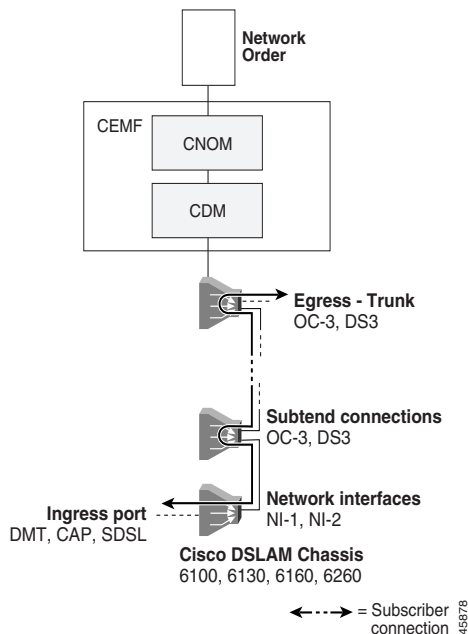 Network
Order
CEMF
CNOM
CDM
Egress - Trunk
OC-3, DS3
Subtend connections
OC-3, DS3
Ingress port
DMT, CAP, SDSL
Network interfaces
NI-1, NI-2
Cisco DSLAM Chassis
6100, 6130, 6160, 6260
= Subscriber
connection
45878